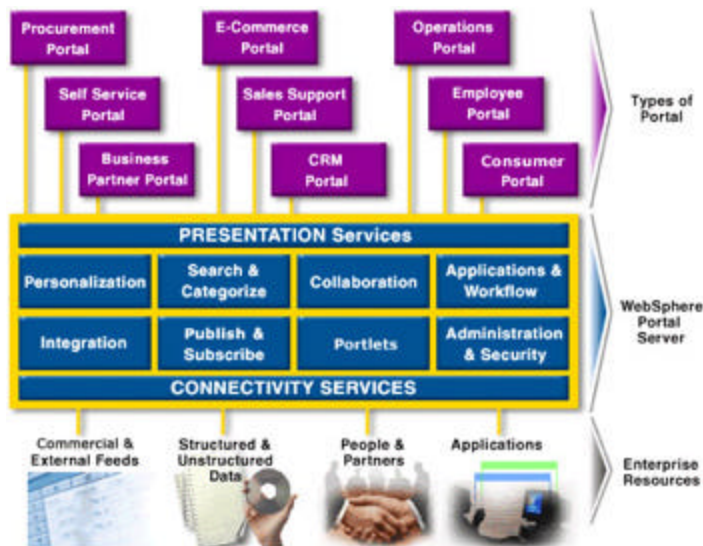 Procurement
Portal
E-Commerce
Portal
Operations
Portal
Self Service
Portal
Sales Support
Portal
Employee
Portal
Business
Partner Portal
CRM
Portal
Consumer
Portal
Types of
Portal
PRESENTATION Services
Personalization
Search &
Categorize
Collaboration
Applications &
Workflow
Integration
Publish &
Subscribe
Portlets
Administration
& Security
CONNECTIVITY SERVICES
WebSphere
Portal
Server
Commercial &
External Feeds
Structured &
Unstructured
Data
People &
Partners
Applications
Enterprise
Resources